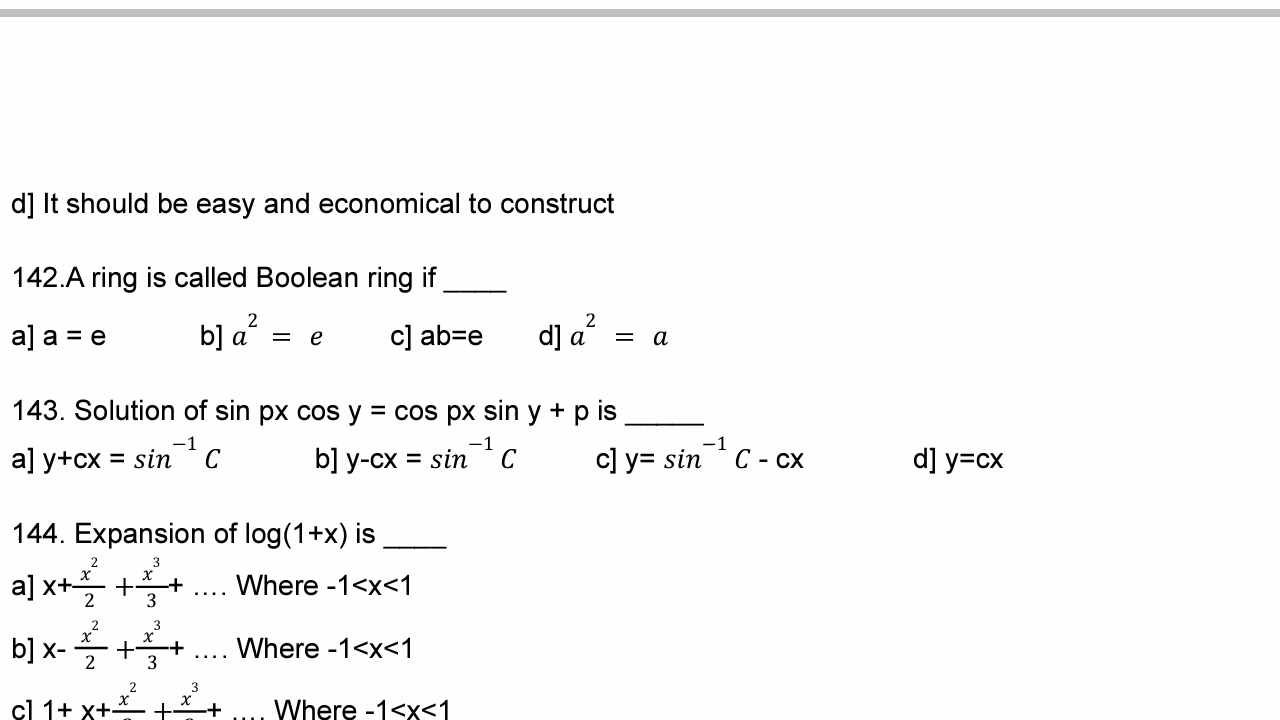 d] It should be easy and economical to construct
142.A ring is called Boolean ring if ____
a] a = e b] a² = e c] ab=e d] a² = a
143. Solution of sin px cos y = cos px sin y + p is _____
a] y+cx = sin⁻¹ C b] y-cx = sin⁻¹ C c] y= sin⁻¹ C - cx d] y=cx
144. Expansion of log(1+x) is ____
a] x+x²/2 +x³/3+ .... Where -1<x<1
b] x- x²/2 +x³/3+ .... Where -1<x<1
c] 1+ x+x² +x³+ .... Where -1<x<1